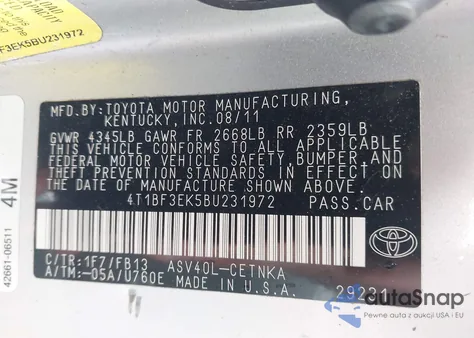 F3EK5BU231972
MFD.BY: TOYOTA MOTOR MANUFACTURING,
KENTUCKY, INC. 08/11
GVWR 4345LB GAWR FR 2668LB RR 2359LB
THIS VEHICLE CONFORMS TO ALL APPLICABLE
FEDERAL MOTOR VEHICLE SAFETY, BUMPER, AND
THEFT PREVENTION STANDARDS IN EFFECT ON
THE DATE OF MANUFACTURE SHOWN ABOVE.
4T1BF3EK5BU231972 PASS.CAR
C/TR: 1F7/FB13 ASV40L-CETNKA
A/TM: -05A/U760E MADE IN U.S.A. 29231
TOYOTA
42661-06511
4M
autaSnap
Pewne auta z aukcji USA i EU